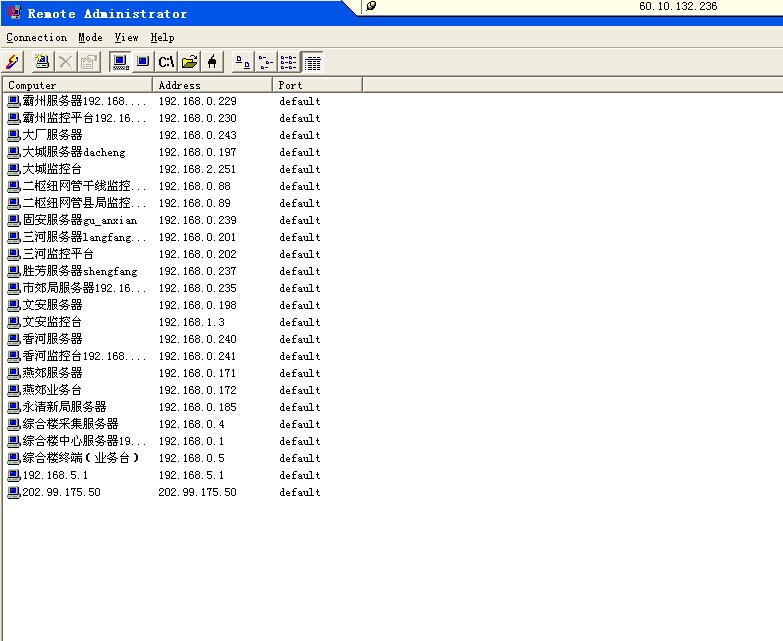 Remote Administrator
60.10.132.236
Connection Mode View Help
C:\
Computer Address Port
霸州服务器192.168.... 192.168.0.229 default
霸州监控平台192.16... 192.168.0.230 default
大厂服务器 192.168.0.243 default
大城服务器dacheng 192.168.0.197 default
大城监控台 192.168.2.251 default
二枢纽网管干线监控... 192.168.0.88 default
二枢纽网管县局监控... 192.168.0.89 default
固安服务器gu_anxian 192.168.0.239 default
三河服务器langfang... 192.168.0.201 default
三河监控平台 192.168.0.202 default
胜芳服务器shengfang 192.168.0.237 default
市郊局服务器192.16... 192.168.0.235 default
文安服务器 192.168.0.198 default
文安监控台 192.168.1.3 default
香河服务器 192.168.0.240 default
香河监控台192.168.... 192.168.0.241 default
燕郊服务器 192.168.0.171 default
燕郊业务台 192.168.0.172 default
永清新局服务器 192.168.0.185 default
综合楼采集服务器 192.168.0.4 default
综合楼中心服务器19... 192.168.0.1 default
综合楼终端(业务台) 192.168.0.5 default
192.168.5.1 192.168.5.1 default
202.99.175.50 202.99.175.50 default